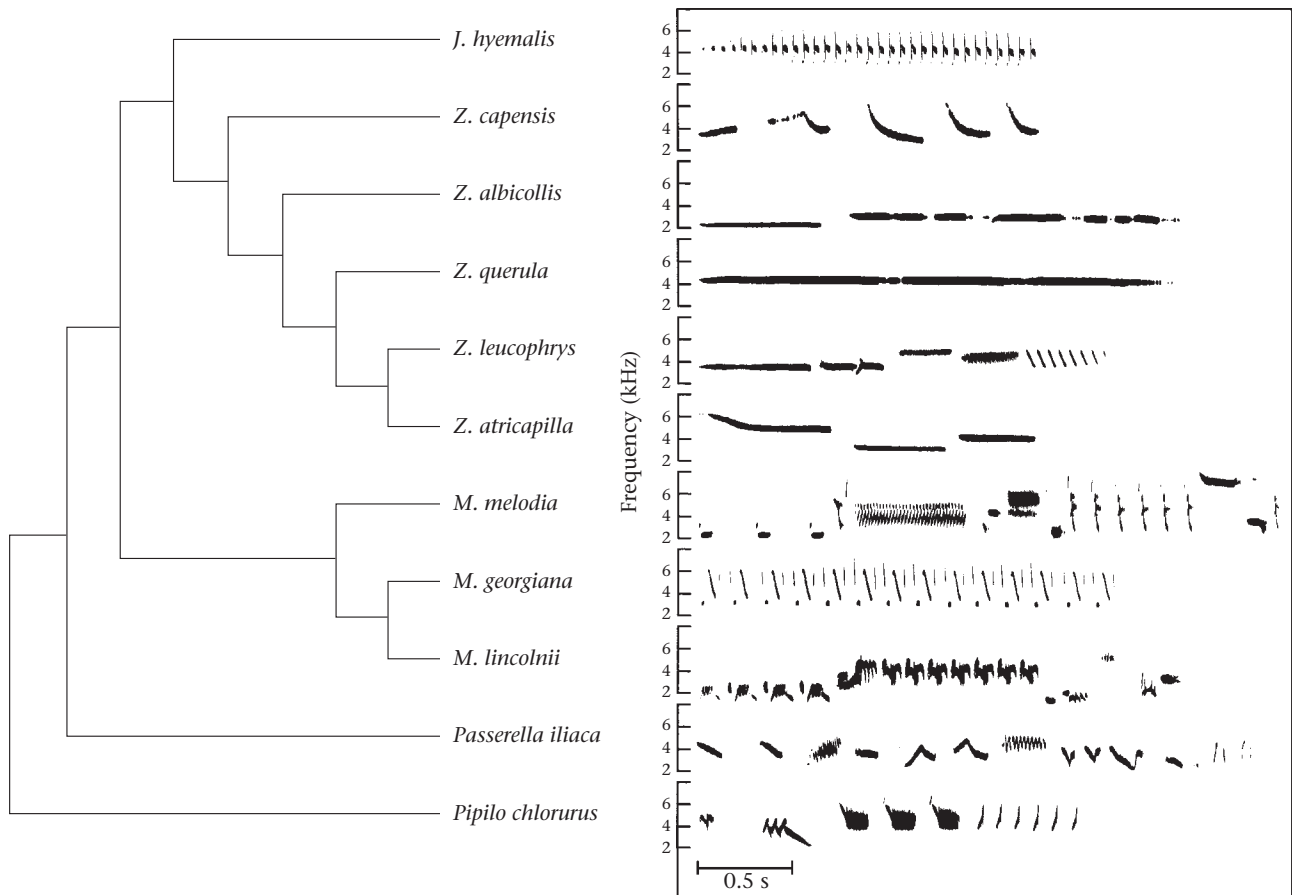 J. hyemalis
6
4
2
Z. capensis
6
4
2
Z. albicollis
6
4
2
Z. querula
6
4
2
Z. leucophrys
6
4
2
Z. atricapilla
6
4
2
M. melodia
6
4
2
M. georgiana
6
4
2
M. lincolnii
6
4
2
Passerella iliaca
6
4
2
Pipilo chlorurus
6
4
2
Frequency (kHz)
0.5 s